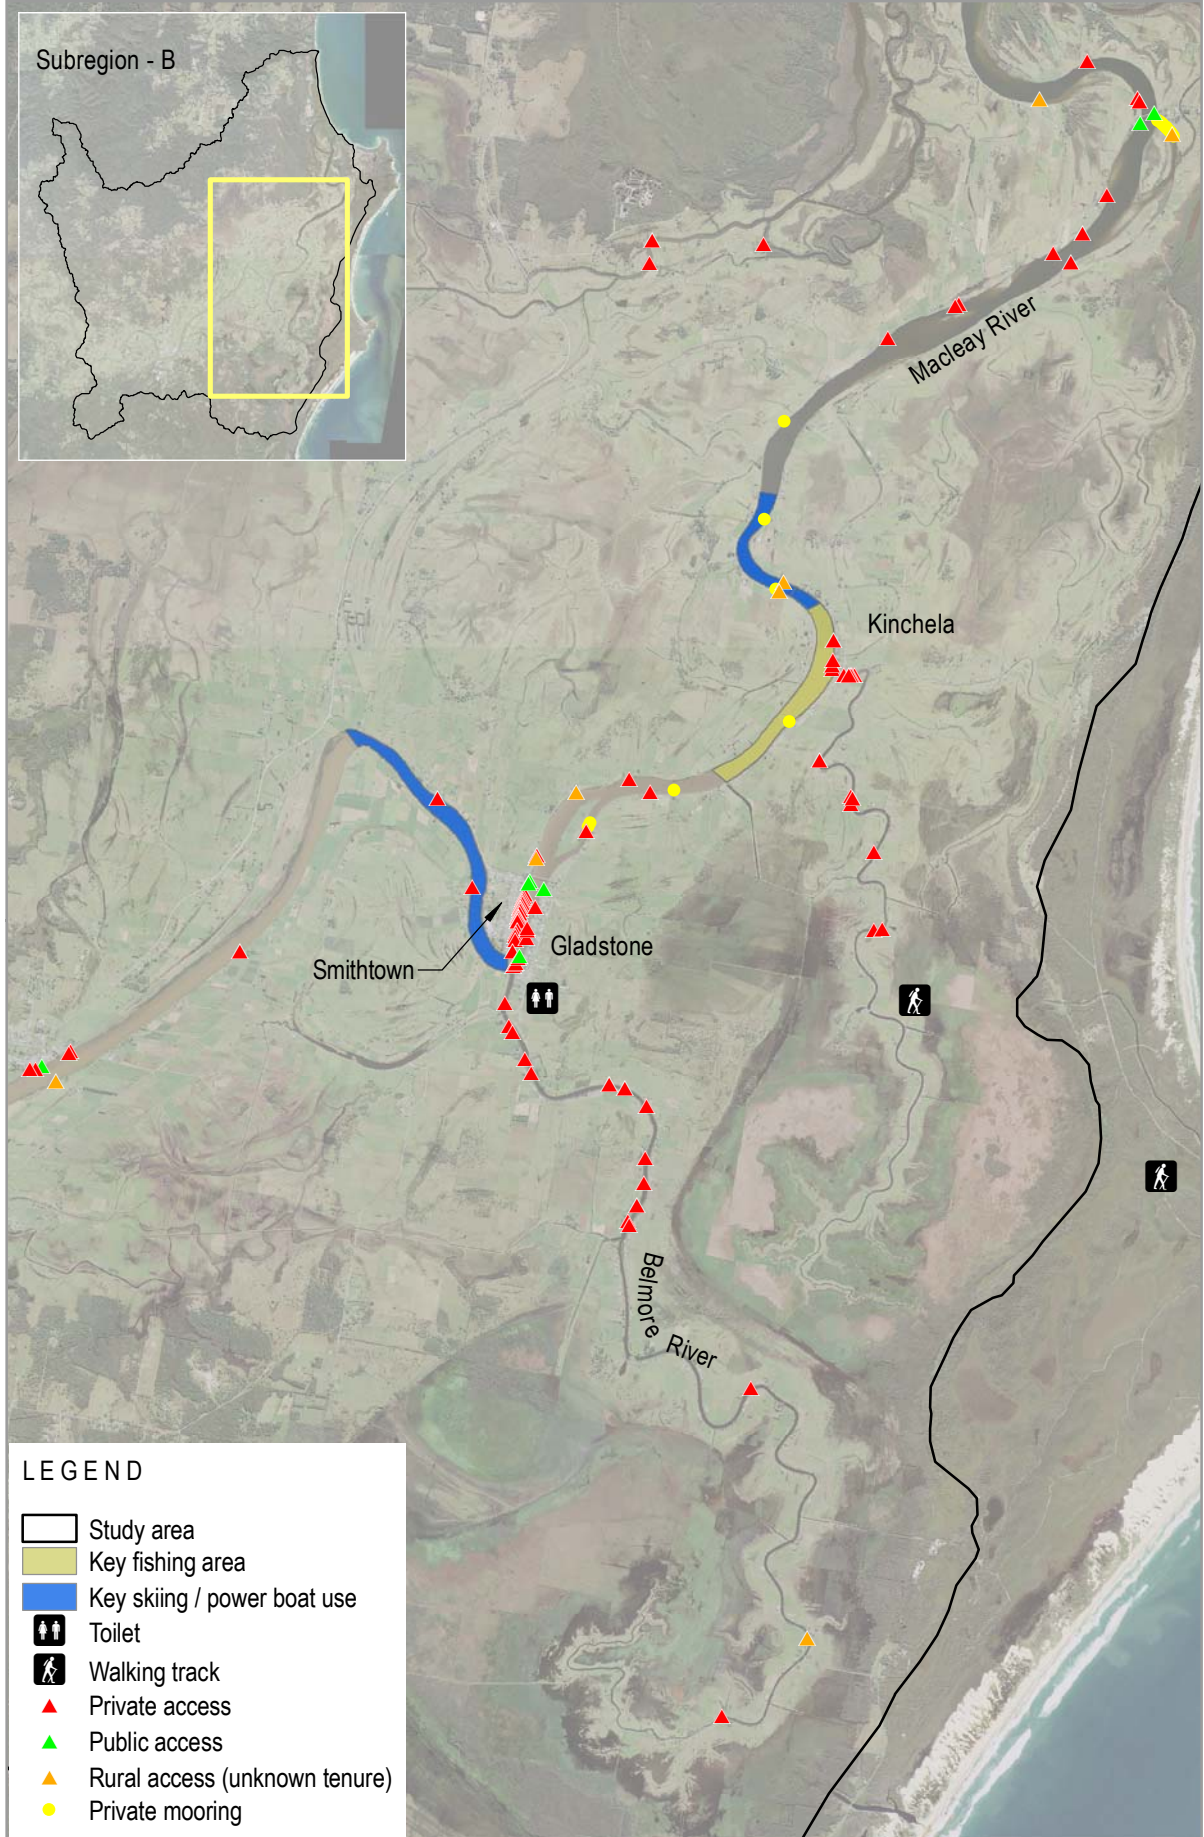 Subregion - B
Macleay River
Kinchela
Gladstone
Smithtown
Belmore River
LEGEND
Study area
Key fishing area
Key skiing / power boat use
Toilet
Walking track
Private access
Public access
Rural access (unknown tenure)
Private mooring